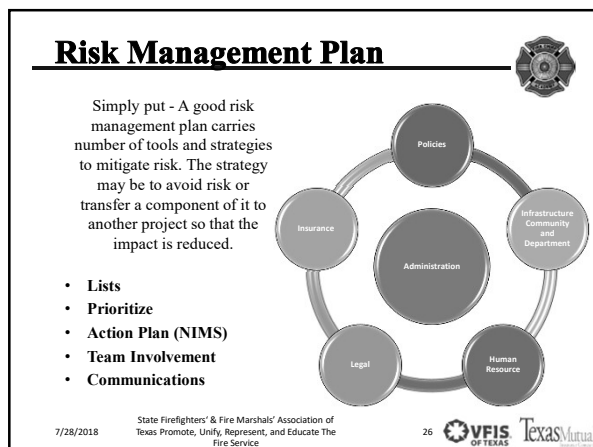 Risk Management Plan
Simply put - A good risk
management plan carries
number of tools and strategies
to mitigate risk. The strategy
may be to avoid risk or
transfer a component of it to
another project so that the
impact is reduced.
• Lists
• Prioritize
• Action Plan (NIMS)
• Team Involvement
• Communications
Policies
Infrastructure
Community
and
Department
Human
Resource
Legal
Insurance
Administration
7/28/2018
State Firefighters' & Fire Marshals' Association of
Texas Promote, Unify, Represent, and Educate The
Fire Service
26
VFIS
OF TEXAS
TexasMutua